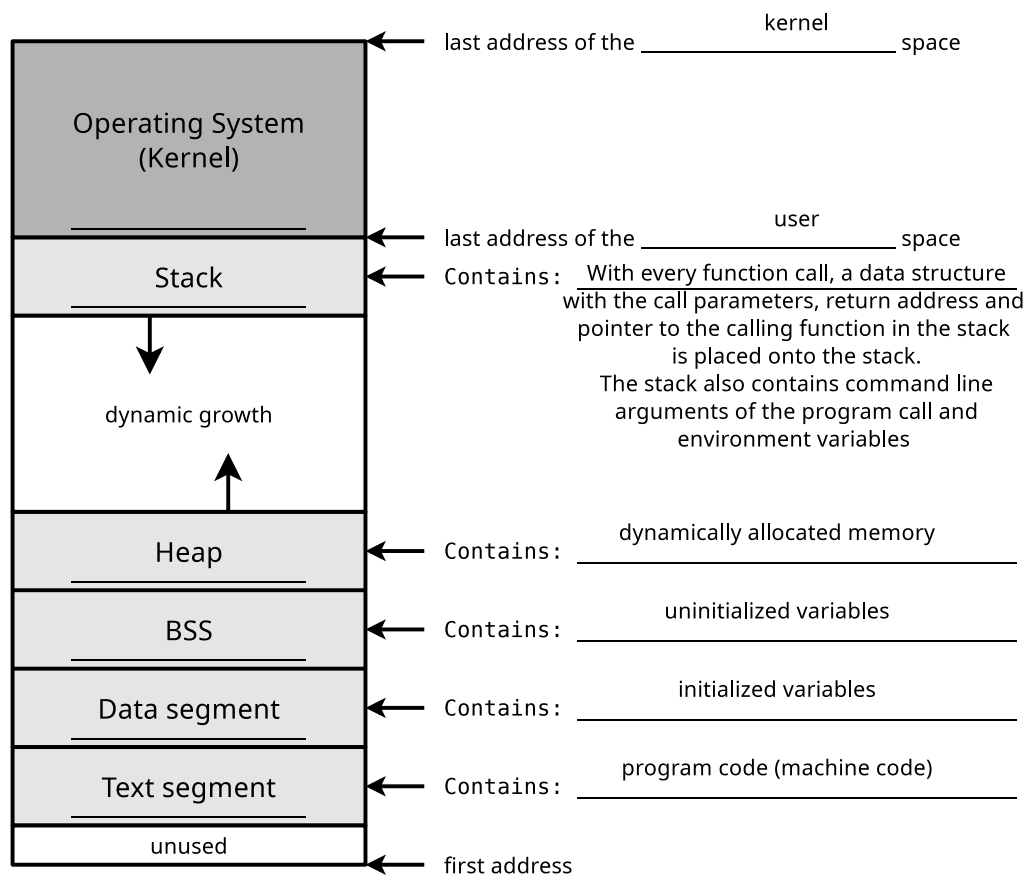 last address of the kernel space
Operating System
(Kernel)
last address of the user space
Stack
Contains: With every function call, a data structure
with the call parameters, return address and
pointer to the calling function in the stack
is placed onto the stack.
The stack also contains command line
arguments of the program call and
environment variables
dynamic growth
Heap
Contains: dynamically allocated memory
BSS
Contains: uninitialized variables
Data segment
Contains: initialized variables
Text segment
Contains: program code (machine code)
unused
first address